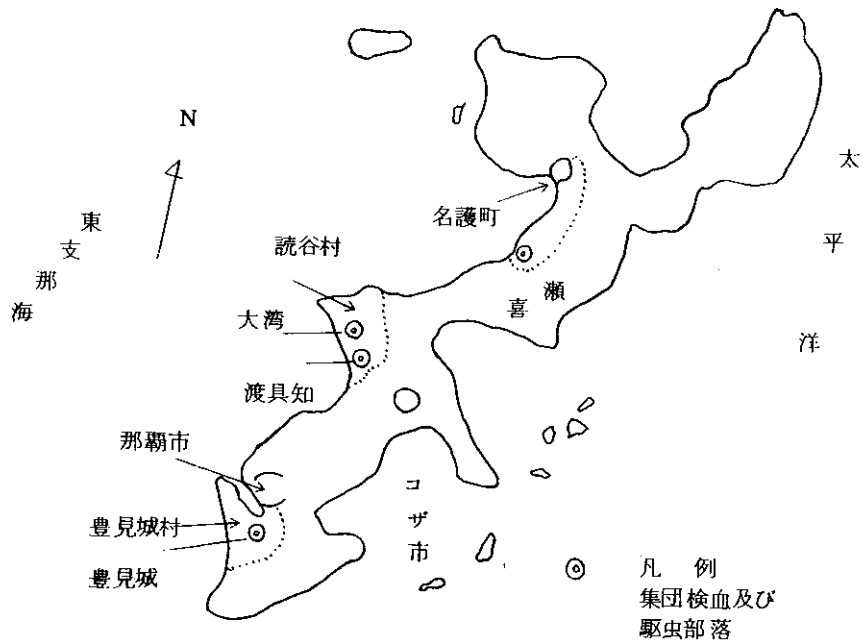 N
太平洋
東支那海
名護町
読谷村
喜瀬
大湾
渡具知
那覇市
コザ市
豊見城村
豊見城
凡例
集団検血及び
駆虫部落